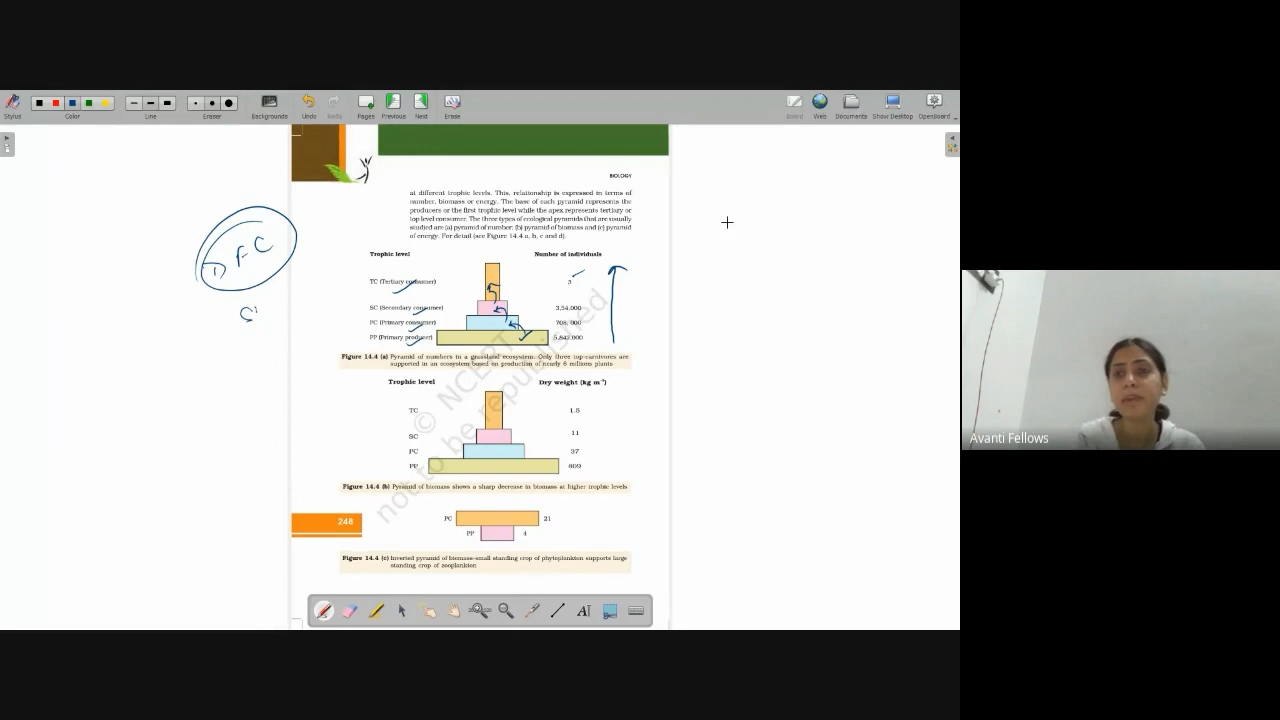 Stylus
Color
Line
Eraser
Backgrounds
Undo
Redo
Pages
Previous
Next
Erase
Board
Web
Documents
Show Desktop
OpenBoard
BIOLOGY
at different trophic levels. This, relationship is expressed in terms of
number, biomass or energy. The base of each pyramid represents the
producers or the first trophic level while the apex represents tertiary or
top level consumer. The three types of ecological pyramids that are usually
studied are (a) pyramid of number; (b) pyramid of biomass and (c) pyramid
of energy. For detail (see Figure 14.4 a, b, c and d).
Trophic level
Number of individuals
TC (Tertiary consumer)
3
SC (Secondary consumer)
3,54,000
PC (Primary consumer)
708, 000
PP (Primary producer)
5,842,000
Figure 14.4 (a) Pyramid of numbers in a grassland ecosystem. Only three top-carnivores are
supported in an ecosystem based on production of nearly 6 millions plants
Trophic level
Dry weight (kg m⁻²)
TC
1.5
SC
11
PC
37
PP
809
Figure 14.4 (b) Pyramid of biomass shows a sharp decrease in biomass at higher trophic levels
248
PC
21
PP
4
Figure 14.4 (c) Inverted pyramid of biomass-small standing crop of phytoplankton supports large
standing crop of zooplankton
© NCERT
not to be republished
Avanti Fellows